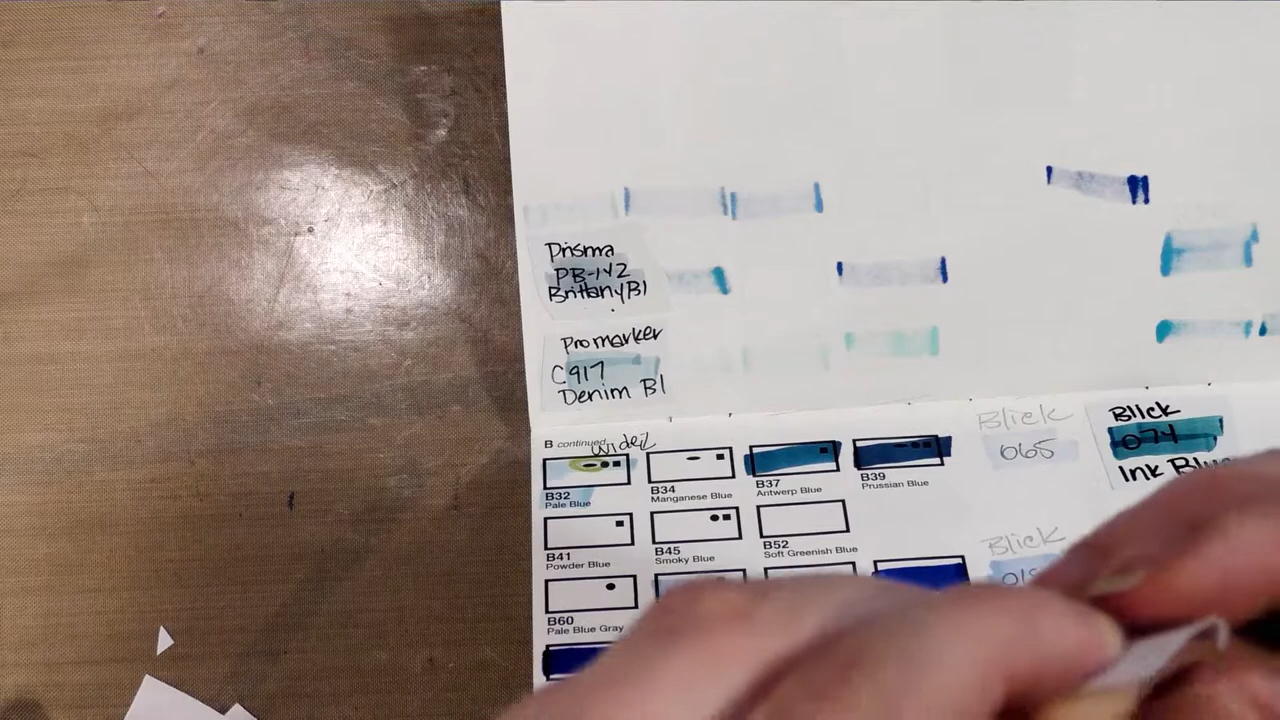 Prisma
PB-142
Brittany Bl
Promarker
C917
Denim Bl
B continued
Blick
065
Blick
074
Ink Blue
B32
Pale Blue
B34
Manganese Blue
B37
Antwerp Blue
B39
Prussian Blue
B41
Powder Blue
B45
Smoky Blue
B52
Soft Greenish Blue
Blick
B60
Pale Blue Gray